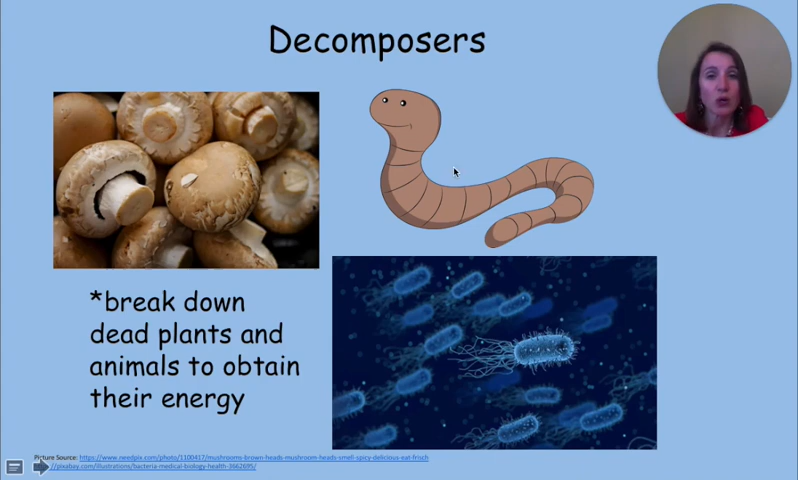 Decomposers
*break down
dead plants and
animals to obtain
their energy
Picture Source: https://www.needpix.com/photo/1100417/mushrooms-brown-heads-mushroom-heads-smell-spicy-delicious-eat-frisch
//pixabay.com/illustrations/bacteria-medical-biology-health-3662695/